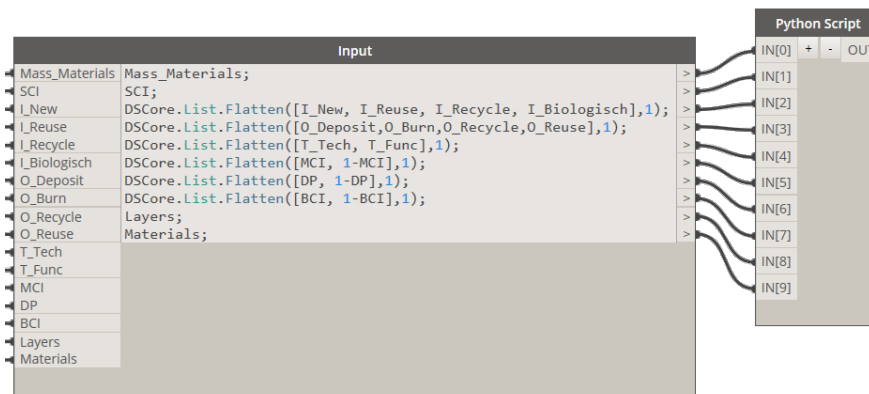 Input
Python Script
Mass_Materials Mass_Materials; >
IN[0] + - OU
SCI SCI; >
IN[1]
I_New DSCore.List.Flatten([I_New, I_Reuse, I_Recycle, I_Biologisch],1); >
IN[2]
I_Reuse DSCore.List.Flatten([O_Deposit,O_Burn,O_Recycle,O_Reuse],1); >
IN[3]
I_Recycle DSCore.List.Flatten([T_Tech, T_Func],1); >
IN[4]
I_Biologisch DSCore.List.Flatten([MCI, 1-MCI],1); >
IN[5]
O_Deposit DSCore.List.Flatten([DP, 1-DP],1); >
IN[6]
O_Burn DSCore.List.Flatten([BCI, 1-BCI],1); >
IN[7]
O_Recycle Layers; >
IN[8]
O_Reuse Materials; >
IN[9]
T_Tech
T_Func
MCI
DP
BCI
Layers
Materials